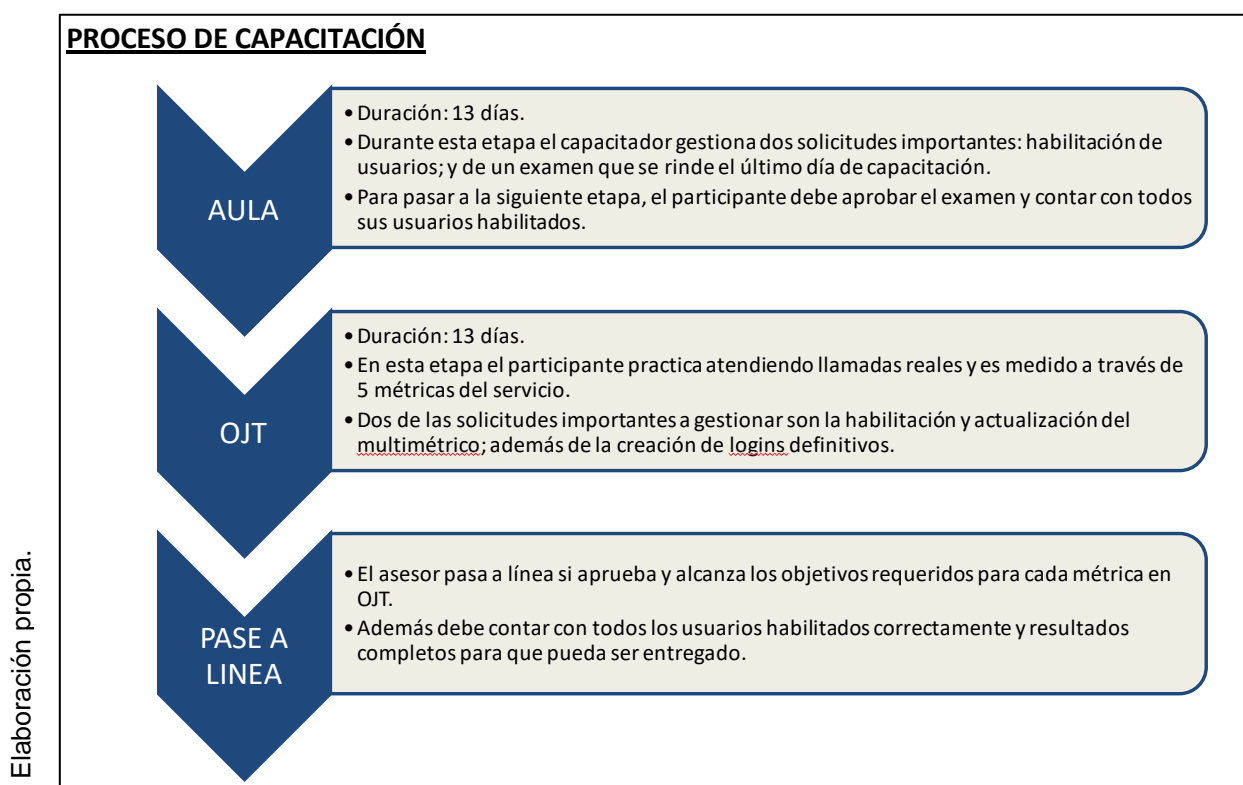 PROCESO DE CAPACITACIÓN
AULA
•Duración: 13 días.
•Durante esta etapa el capacitador gestiona dos solicitudes importantes: habilitación de
usuarios; y de un examen que se rinde el último día de capacitación.
•Para pasar a la siguiente etapa, el participante debe aprobar el examen y contar con todos
sus usuarios habilitados.
OJT
•Duración: 13 días.
•En esta etapa el participante practica atendiendo llamadas reales y es medido a través de
5 métricas del servicio.
•Dos de las solicitudes importantes a gestionar son la habilitación y actualización del
multimétrico; además de la creación de logins definitivos.
PASE A
LINEA
•El asesor pasa a línea si aprueba y alcanza los objetivos requeridos para cada métrica en
OJT.
•Además debe contar con todos los usuarios habilitados correctamente y resultados
completos para que pueda ser entregado.
Elaboración propia.